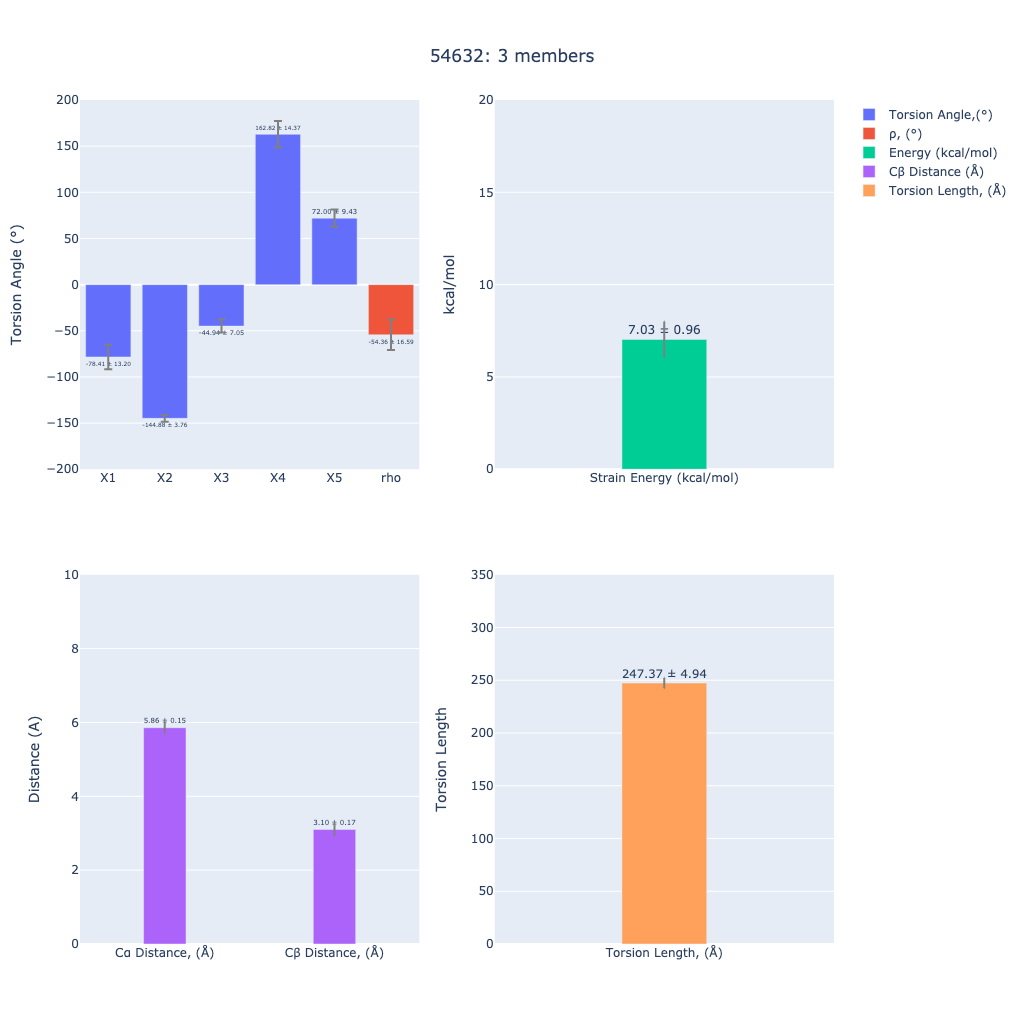 54632: 3 members
Torsion Angle (°)
200
150
100
50
0
−50
−100
−150
−200
-78.41 ± 13.20
-144.88 ± 3.76
-44.94 ± 7.05
162.82 ± 14.37
72.00 ± 9.43
-54.36 ± 16.59
X1 X2 X3 X4 X5 rho
kcal/mol
20
15
10
5
0
7.03 ± 0.96
Strain Energy (kcal/mol)
Torsion Angle,(°)
ρ, (°)
Energy (kcal/mol)
Cβ Distance (Å)
Torsion Length, (Å)
Distance (A)
10
8
6
4
2
0
5.86 ± 0.15
3.10 ± 0.17
Cα Distance, (Å) Cβ Distance, (Å)
Torsion Length
350
300
250
200
150
100
50
0
247.37 ± 4.94
Torsion Length, (Å)